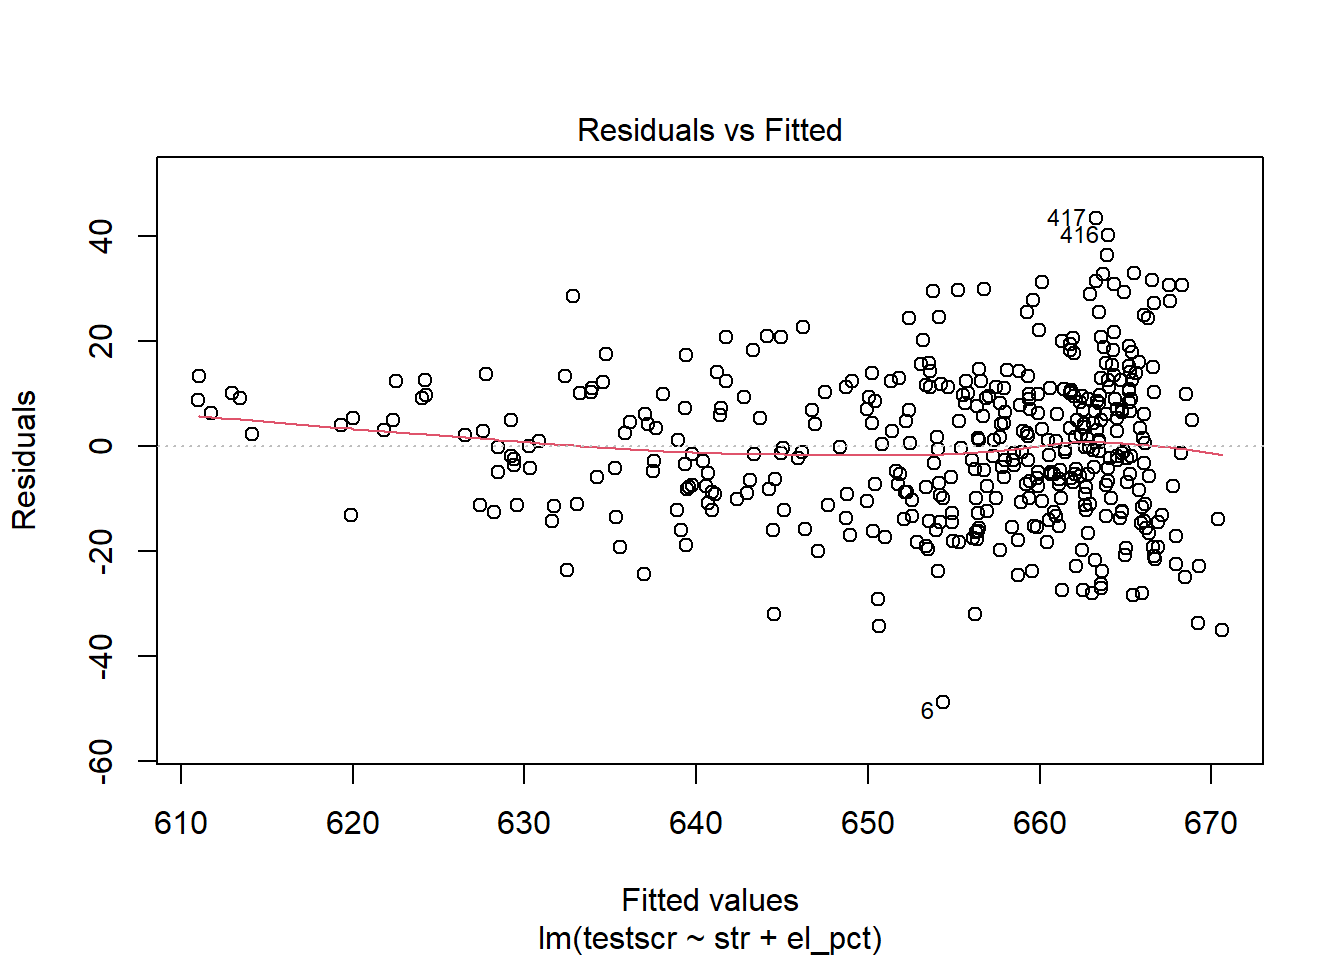 Residuals vs Fitted
Residuals
40
20
0
-20
-40
-60
417
416
6
610 620 630 640 650 660 670
Fitted values
lm(testscr ~ str + el_pct)